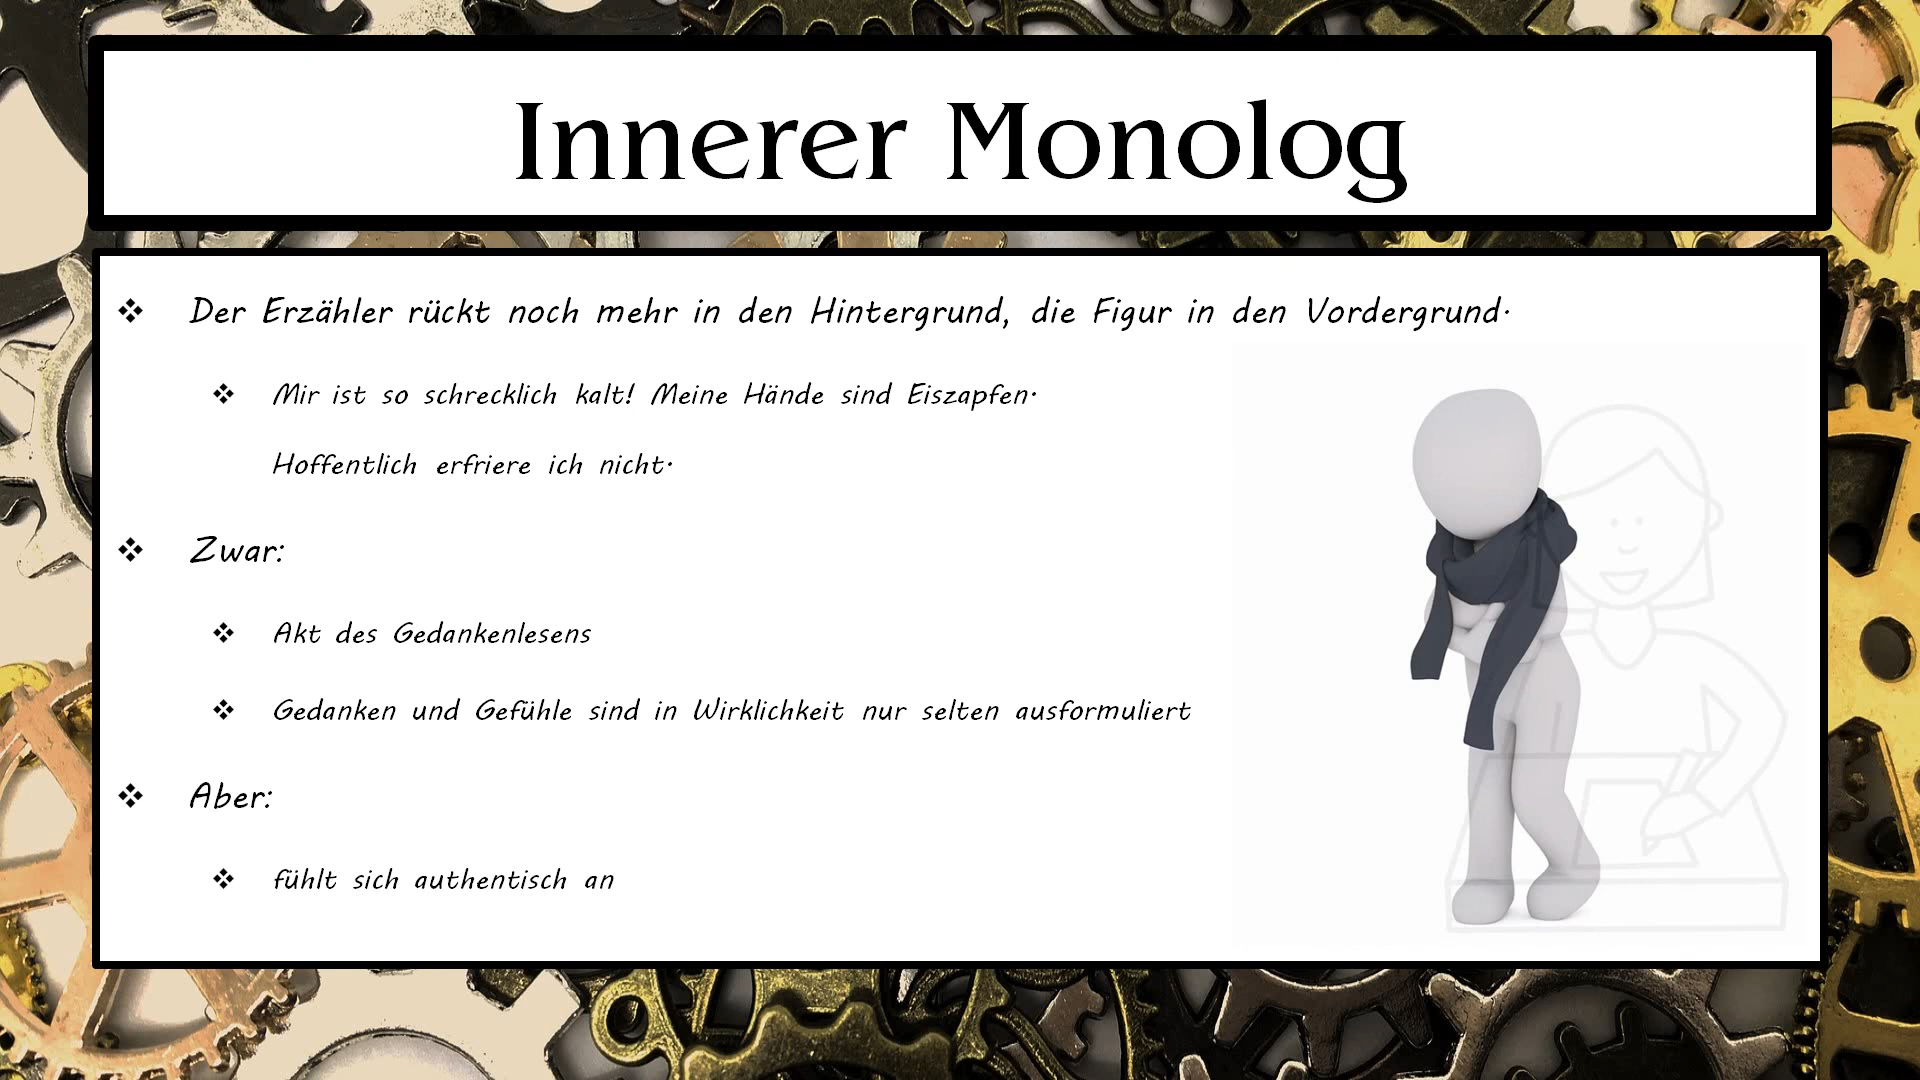 Innerer Monolog
Der Erzähler rückt noch mehr in den Hintergrund, die Figur in den Vordergrund.
Mir ist so schrecklich kalt! Meine Hände sind Eiszapfen.
Hoffentlich erfriere ich nicht.
Zwar:
Akt des Gedankenlesens
Gedanken und Gefühle sind in Wirklichkeit nur selten ausformuliert
Aber:
fühlt sich authentisch an